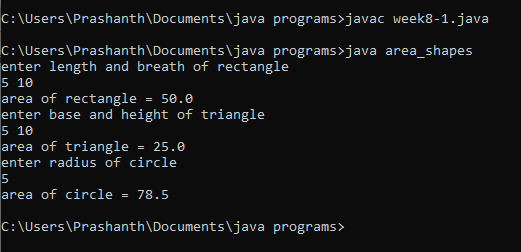 C:\Users\Prashanth\Documents\java programs>javac week8-1.java
C:\Users\Prashanth\Documents\java programs>java area_shapes
enter length and breath of rectangle
5 10
area of rectangle = 50.0
enter base and height of triangle
5 10
area of triangle = 25.0
enter radius of circle
5
area of circle = 78.5
C:\Users\Prashanth\Documents\java programs>